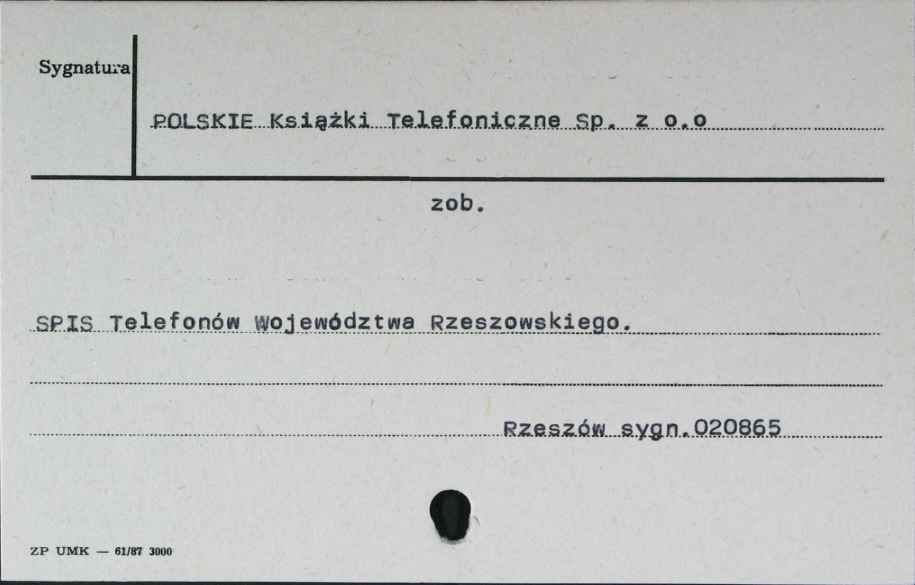 Sygnatura
POLSKIE Książki Telefoniczne Sp. z o.o
zob.
SPIS Telefonów Województwa Rzeszowskiego.
Rzeszów sygn.020865
ZP UMK — 61/87 3000